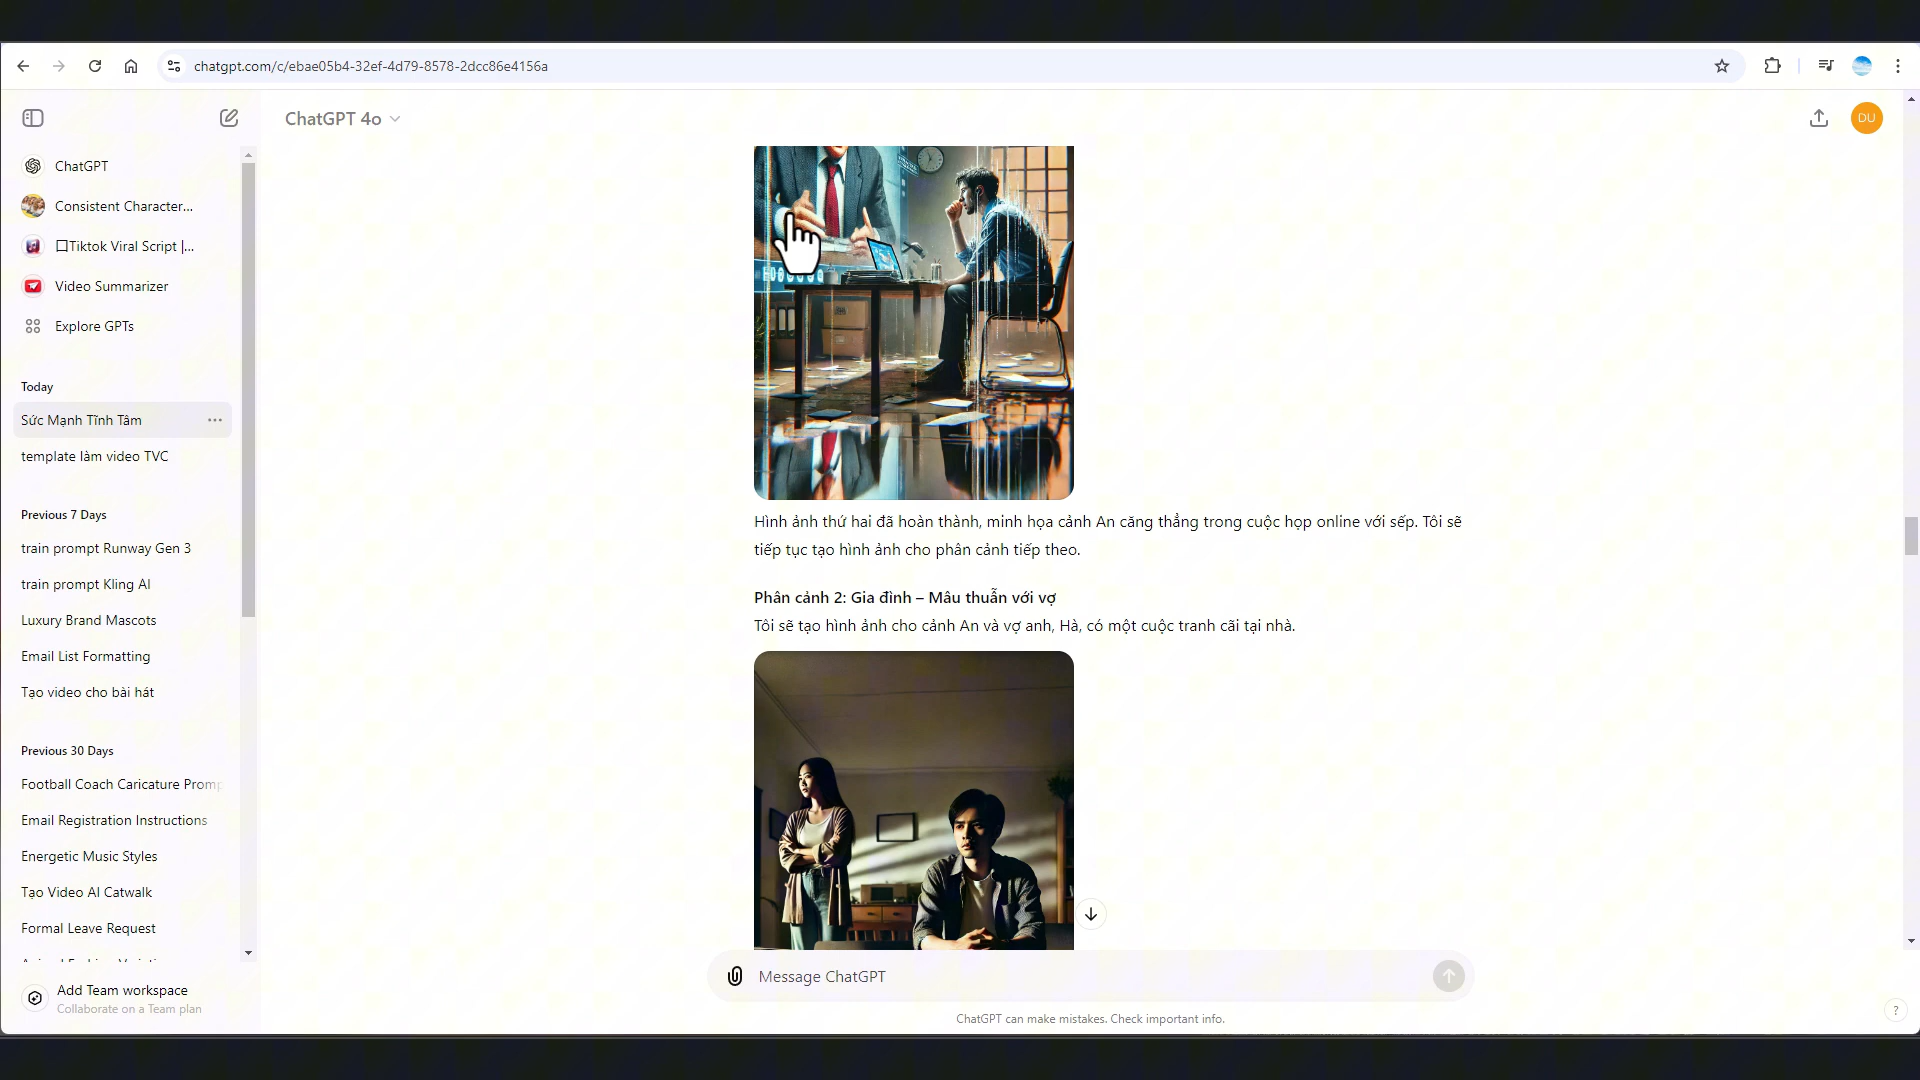 chatgpt.com/c/ebae05b4-32ef-4d79-8578-2dcc86e4156a
ChatGPT 4o
DU
ChatGPT
Consistent Character...
Tiktok Viral Script |...
Video Summarizer
Explore GPTs
Today
Sức Mạnh Tĩnh Tâm
template làm video TVC
Previous 7 Days
train prompt Runway Gen 3
train prompt Kling AI
Luxury Brand Mascots
Email List Formatting
Tạo video cho bài hát
Previous 30 Days
Football Coach Caricature Promp
Email Registration Instructions
Energetic Music Styles
Tạo Video AI Catwalk
Formal Leave Request
Add Team workspace
Collaborate on a Team plan
Hình ảnh thứ hai đã hoàn thành, minh họa cảnh An căng thẳng trong cuộc họp online với sếp. Tôi sẽ
tiếp tục tạo hình ảnh cho phân cảnh tiếp theo.
Phân cảnh 2: Gia đình – Mâu thuẫn với vợ
Tôi sẽ tạo hình ảnh cho cảnh An và vợ anh, Hà, có một cuộc tranh cãi tại nhà.
Message ChatGPT
ChatGPT can make mistakes. Check important info.
?